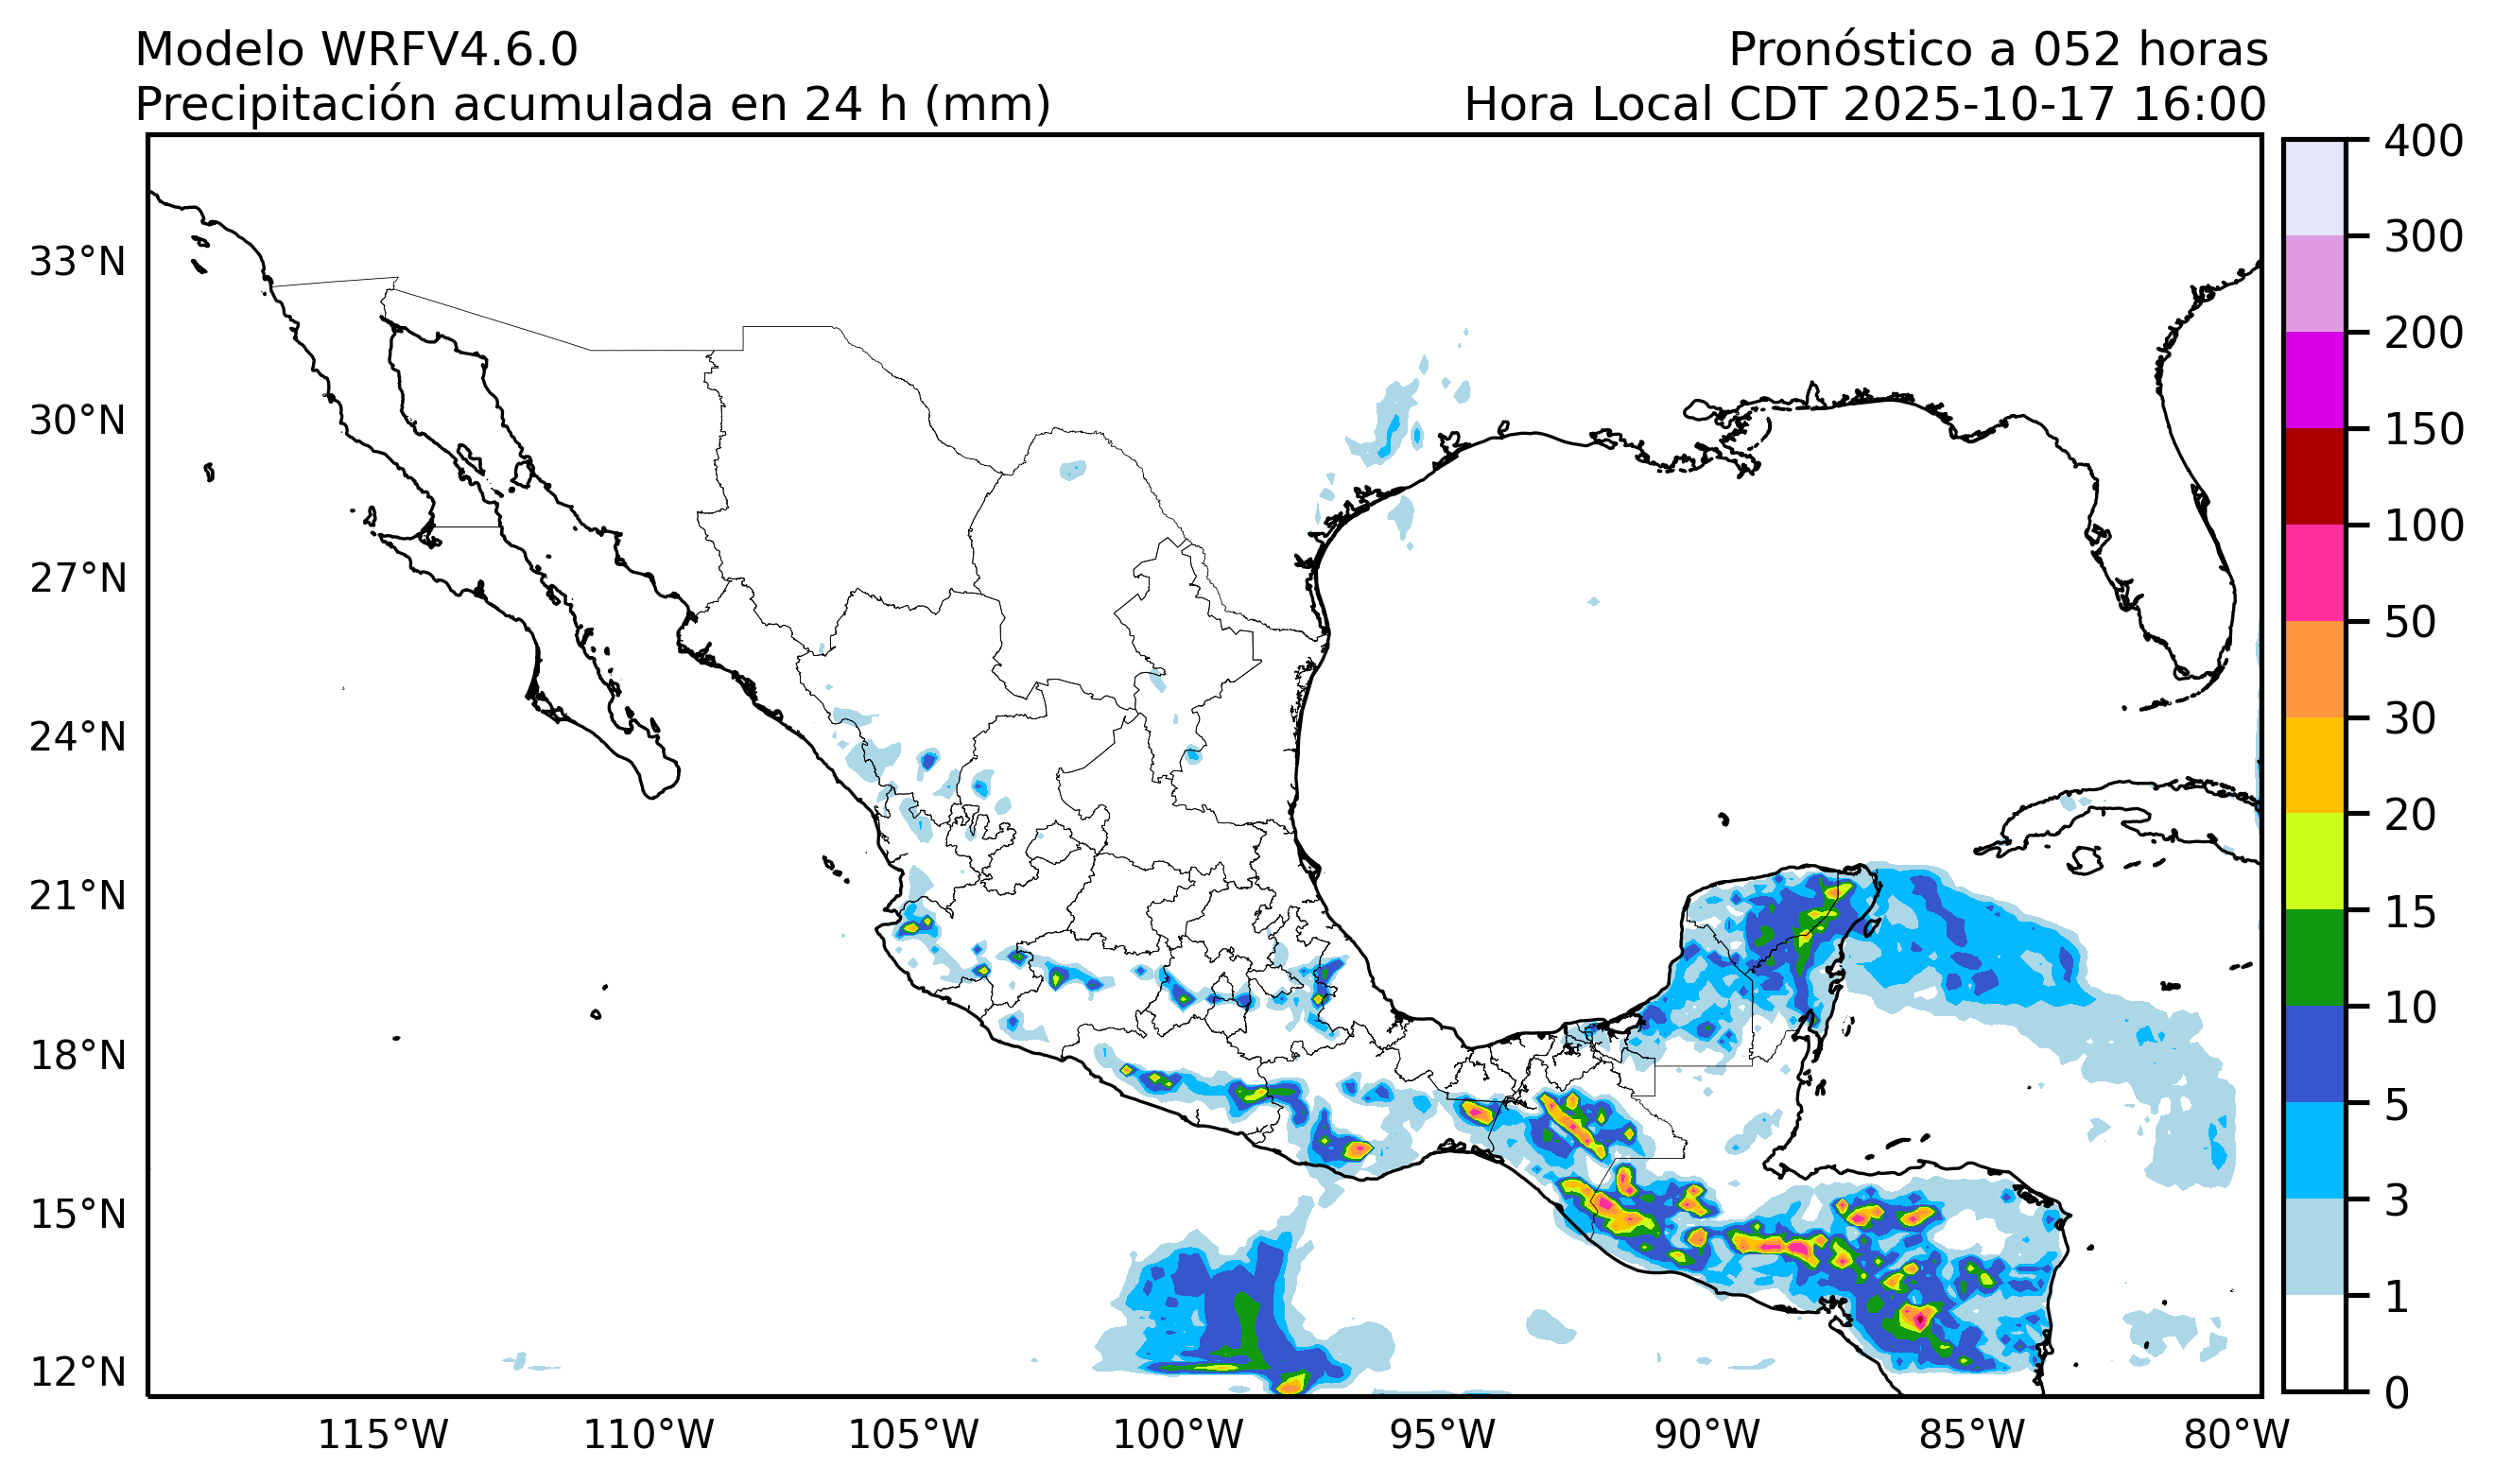 Modelo WRFV4.6.0
Pronóstico a 052 horas
Precipitación acumulada en 24 h (mm)
Hora Local CDT 2025-10-17 16:00
33°N
30°N
27°N
24°N
21°N
18°N
15°N
12°N
115°W
110°W
105°W
100°W
95°W
90°W
85°W
80°W
400
300
200
150
100
50
30
20
15
10
5
3
1
0